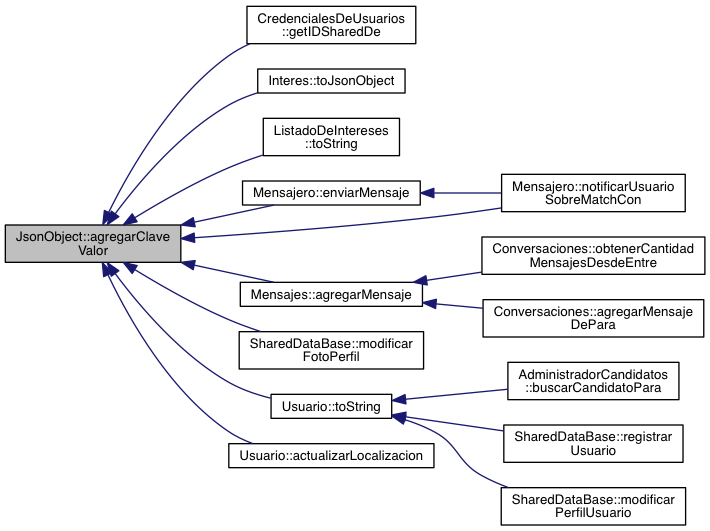 CredencialesDeUsuarios
::getIDSharedDe
Interes::toJsonObject
ListadoDeIntereses
::toString
Mensajero::enviarMensaje
Mensajero::notificarUsuario
SobreMatchCon
JsonObject::agregarClave
Valor
Conversaciones::obtenerCantidad
MensajesDesdeEntre
Mensajes::agregarMensaje
Conversaciones::agregarMensaje
DePara
SharedDataBase::modificar
FotoPerfil
AdministradorCandidatos
::buscarCandidatoPara
Usuario::toString
SharedDataBase::registrar
Usuario
Usuario::actualizarLocalizacion
SharedDataBase::modificar
PerfilUsuario